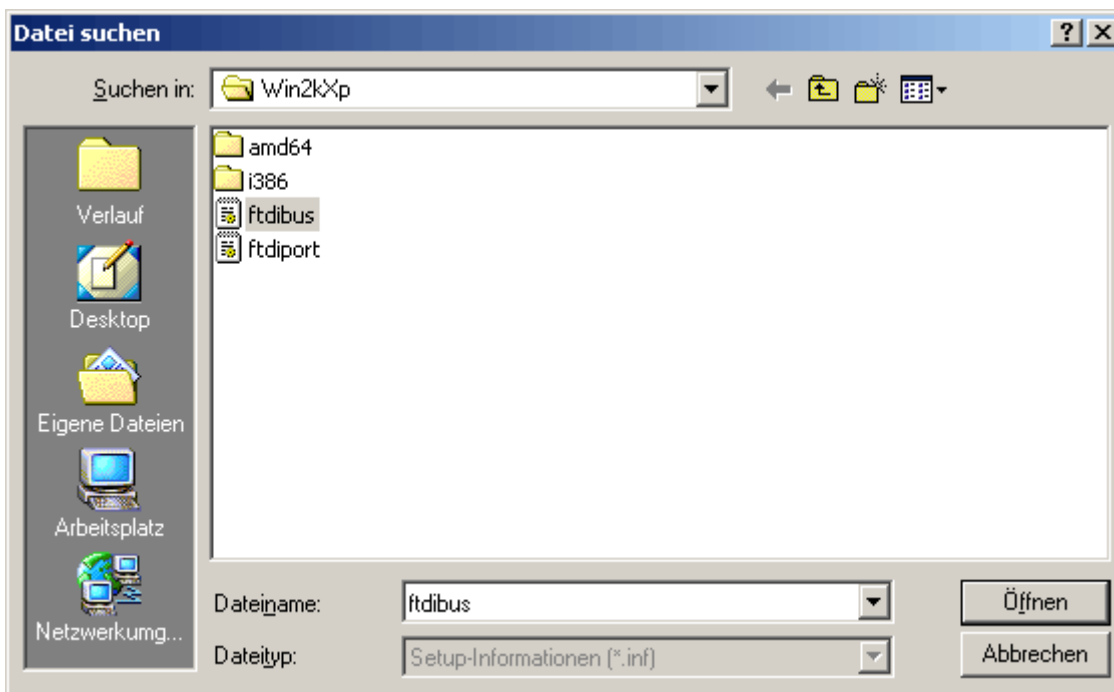 Datei suchen
Suchen in:
Win2kXp
amd64
i386
ftdibus
ftdiport
Verlauf
Desktop
Eigene Dateien
Arbeitsplatz
Netzwerkumg...
Dateiname:
ftdibus
Öffnen
Dateityp:
Setup-Informationen (*.inf)
Abbrechen